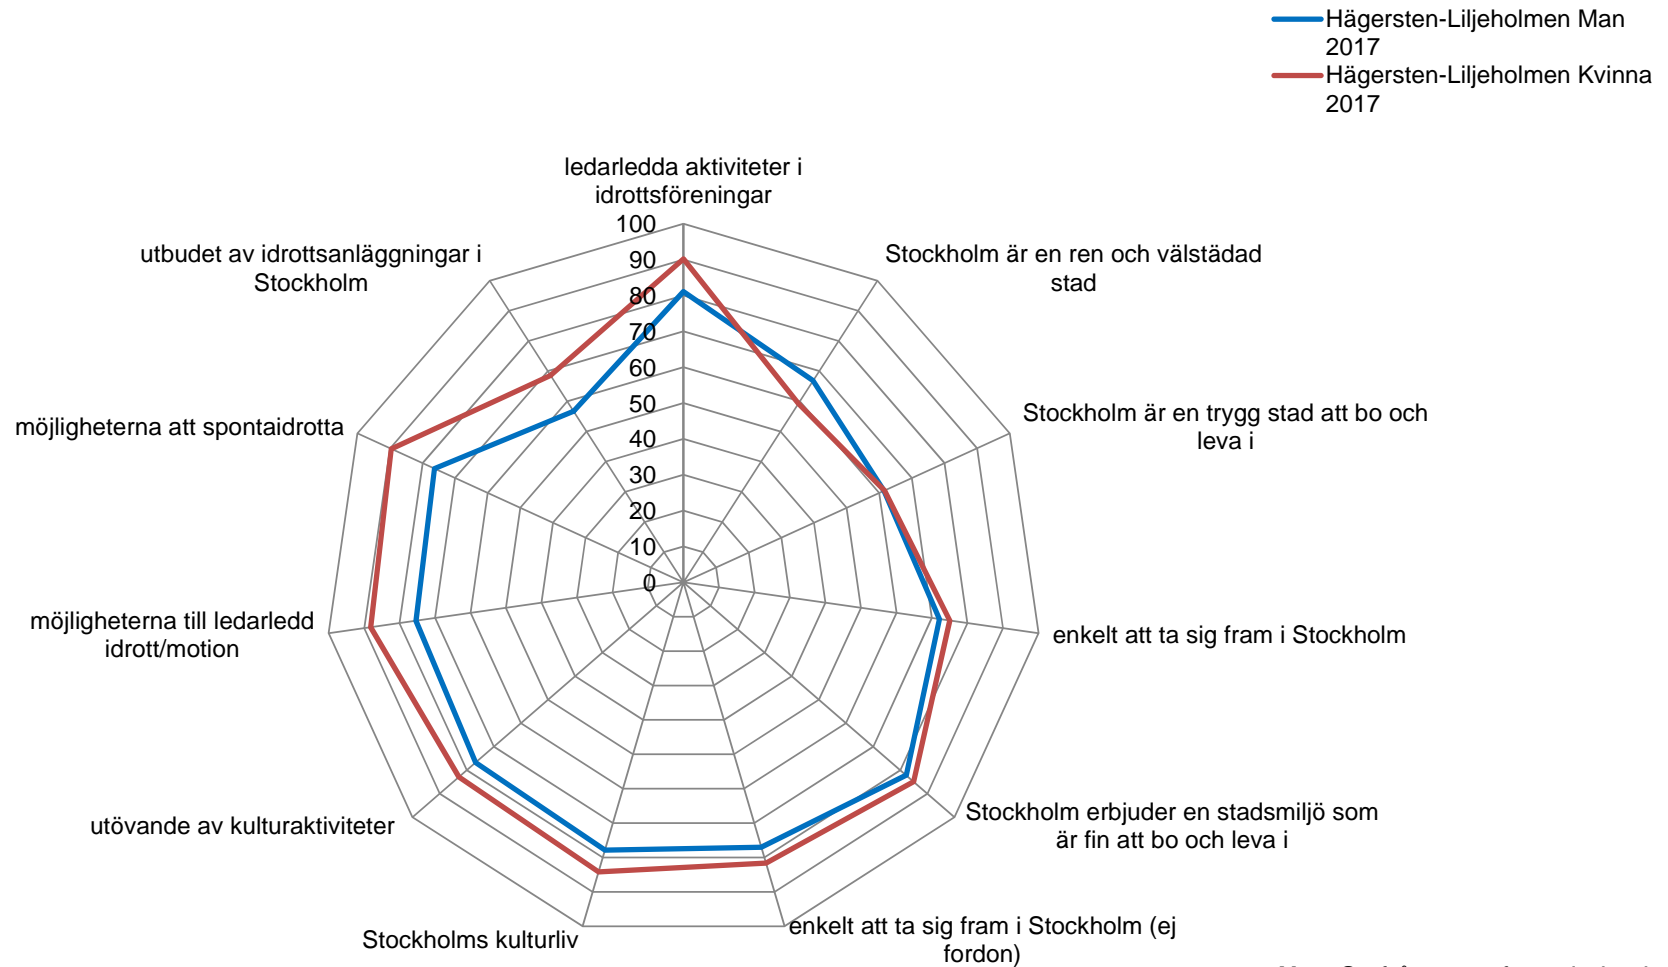 Hägersten-Liljeholmen Man
2017
Hägersten-Liljeholmen Kvinna
2017
ledarledda aktiviteter i
idrottsföreningar
utbudet av idrottsanläggningar i
Stockholm
Stockholm är en ren och välstädad
stad
100
90
80
70
60
50
40
30
20
10
0
möjligheterna att spontaidrotta
Stockholm är en trygg stad att bo och
leva i
möjligheterna till ledarledd
idrott/motion
enkelt att ta sig fram i Stockholm
utövande av kulturaktiviteter
Stockholm erbjuder en stadsmiljö som
är fin att bo och leva i
Stockholms kulturliv
enkelt att ta sig fram i Stockholm (ej
fordon)